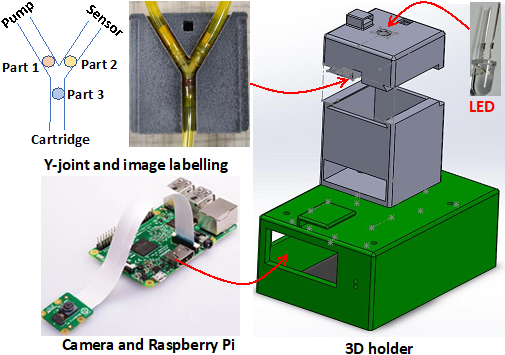 Pump
Sensor
Part 1
Part 2
Part 3
Cartridge
Y-joint and image labelling
LED
Camera and Raspberry Pi
3D holder